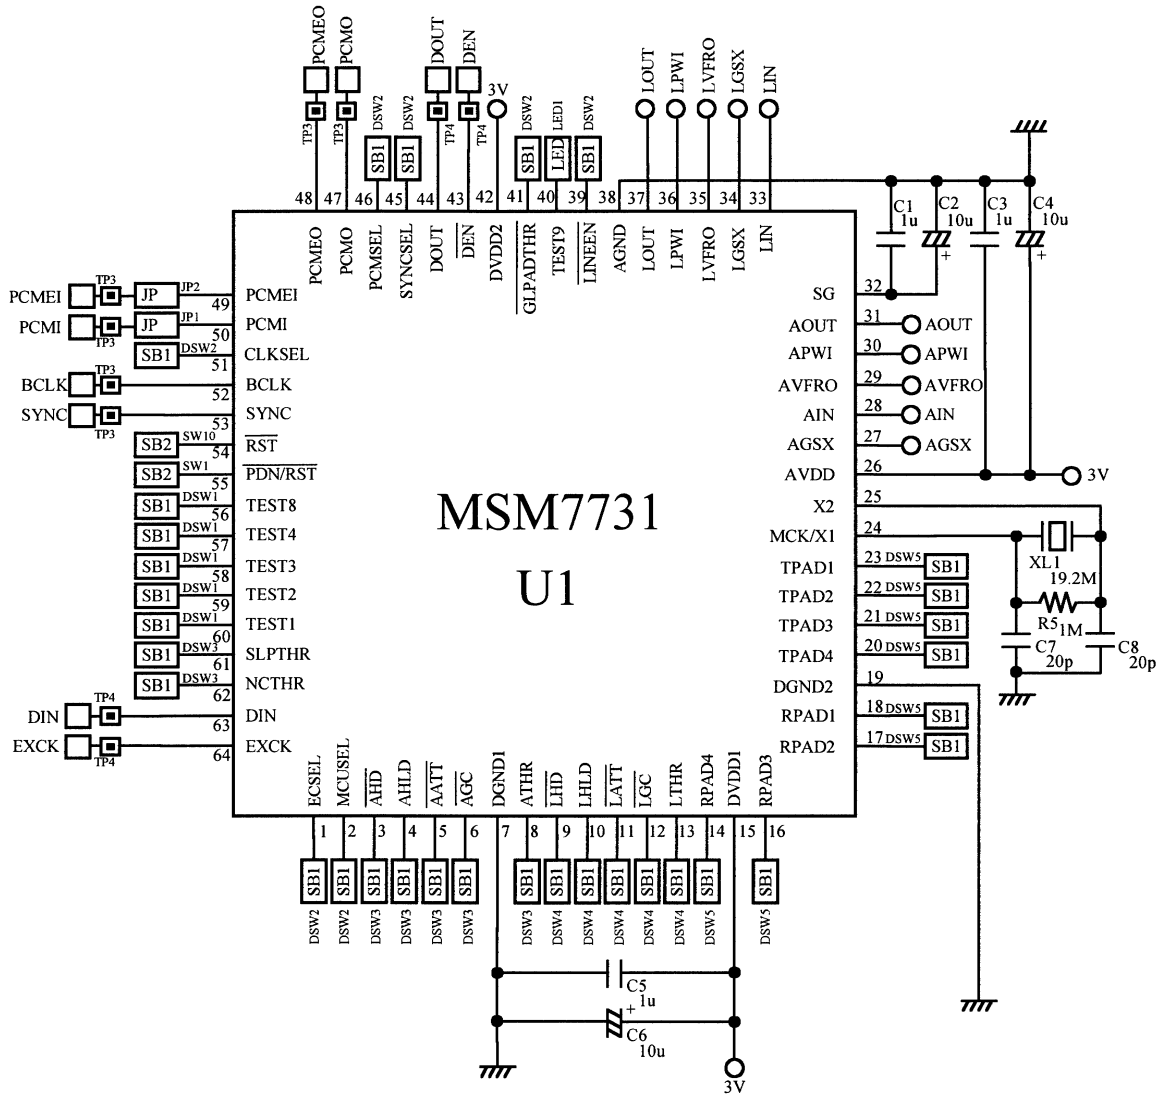 PCMEO
PCMO
DOUT
DEN
TP3
TP3
DSW2
SB1
SB1
TP4
TP4
3V
DSW2
SB1
LED1
LED
DSW2
SB1
LOUT
LPWI
LVFRO
LGSX
LIN
48
47
46
45
44
43
42
41
40
39
38
37
36
35
34
33
PCMEO
PCMO
PCMSEL
SYNCSEL
DOUT
DEN
DVDD2
GLPADTHR
TEST9
LINEEN
AGND
LOUT
LPWI
LVFRO
LGSX
LIN
C1
1u
C2
10u
C3
1u
C4
10u
+
+
PCMEI TP3 JP JP2 49 PCMEI
PCMI TP3 JP JP1 50 PCMI
SB1 DSW2 51 CLKSEL
BCLK TP3 52 BCLK
SYNC TP3 53 SYNC
SB2 SW10 54 RST
SB2 SW1 55 PDN/RST
SB1 DSW1 56 TEST8
SB1 DSW1 57 TEST4
SB1 DSW1 58 TEST3
SB1 DSW1 59 TEST2
SB1 DSW1 60 TEST1
SB1 DSW3 61 SLPTHR
SB1 DSW3 62 NCTHR
DIN TP4 63 DIN
EXCK TP4 64 EXCK
MSM7731
U1
SG 32
AOUT 31 AOUT
APWI 30 APWI
AVFRO 29 AVFRO
AIN 28 AIN
AGSX 27 AGSX
AVDD 26 3V
X2 25
MCK/X1 24
TPAD1 23 DSW5 SB1
TPAD2 22 DSW5 SB1
TPAD3 21 DSW5 SB1
TPAD4 20 DSW5 SB1
DGND2 19
RPAD1 18 DSW5 SB1
RPAD2 17 DSW5 SB1
XL1
19.2M
R5
1M
C7
20p
C8
20p
ECSEL
MCUSEL
AHD
AHLD
AATT
AGC
DGND1
ATHR
LHD
LHLD
LATT
LGC
LTHR
RPAD4
DVDD1
RPAD3
1
2
3
4
5
6
7
8
9
10
11
12
13
14
15
16
SB1
SB1
SB1
SB1
SB1
SB1
SB1
SB1
SB1
SB1
SB1
SB1
SB1
SB1
DSW2
DSW2
DSW3
DSW3
DSW3
DSW3
DSW3
DSW4
DSW4
DSW4
DSW4
DSW4
DSW5
DSW5
C5
1u
+
C6
10u
3V